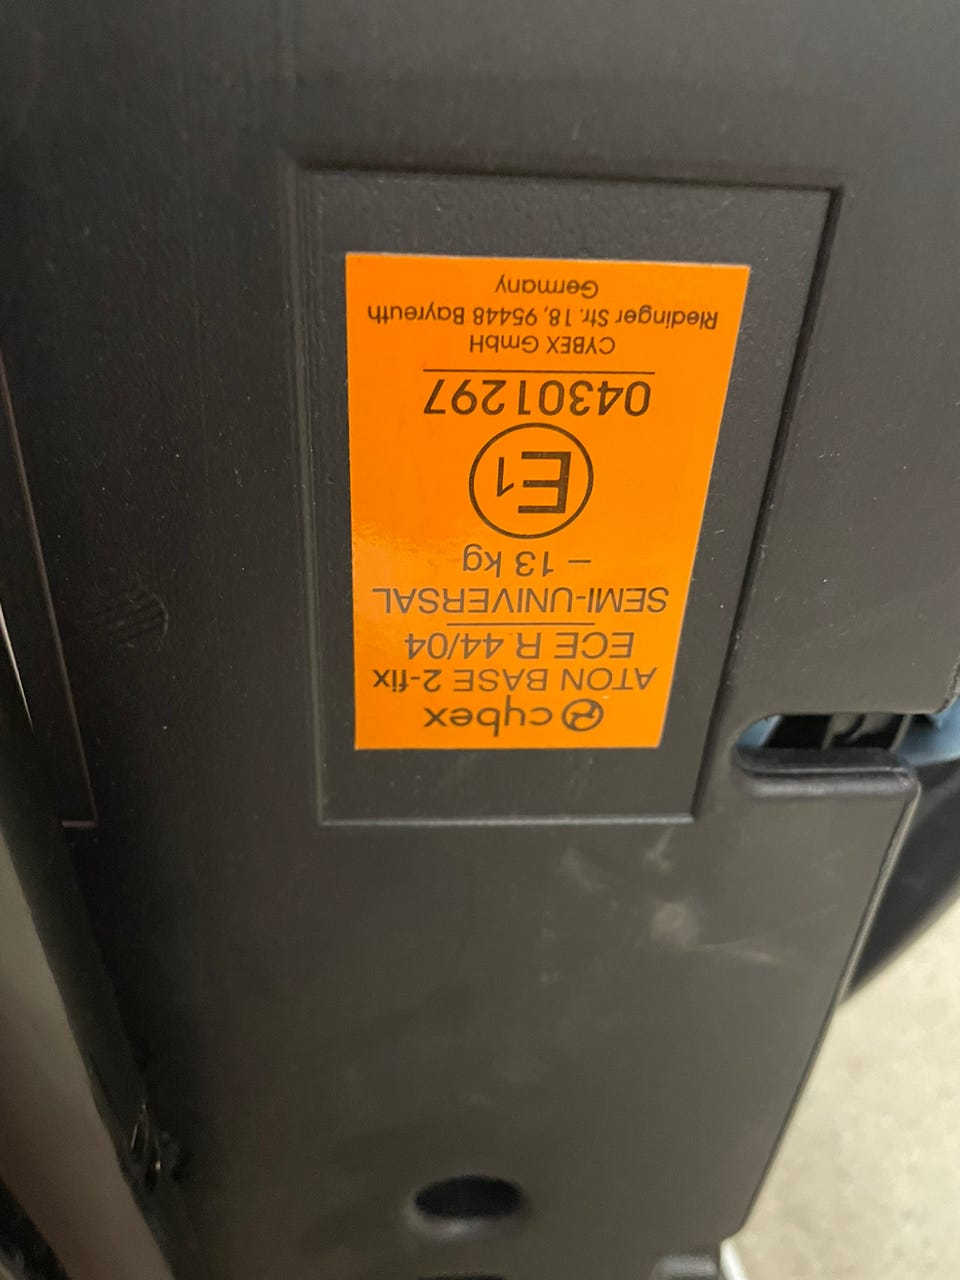 cybex
ATON BASE 2-fix
ECE R 44/04
SEMI-UNIVERSAL
– 13 kg
E1
04301297
CYBEX GmbH
Riedinger Str. 18, 95448 Bayreuth
Germany